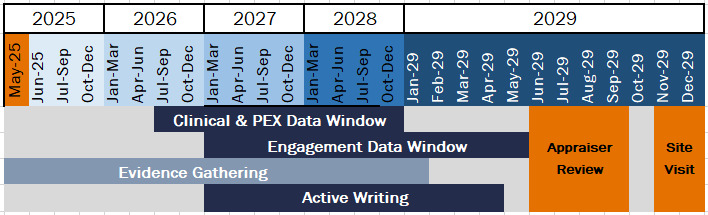 2025 2026 2027 2028 2029
May-25 Jun-25 Jul-Sep Oct-Dec Jan-Mar Apr-Jun Jul-Sep Oct-Dec Jan-Mar Apr-Jun Jul-Sep Oct-Dec Jan-Mar Apr-Jun Jul-Sep Oct-Dec Jan-29 Feb-29 Mar-29 Apr-29 May-29 Jun-29 Jul-29 Aug-29 Sep-29 Oct-29 Nov-29 Dec-29
Clinical & PEX Data Window
Engagement Data Window
Evidence Gathering
Active Writing
Appraiser
Review
Site
Visit